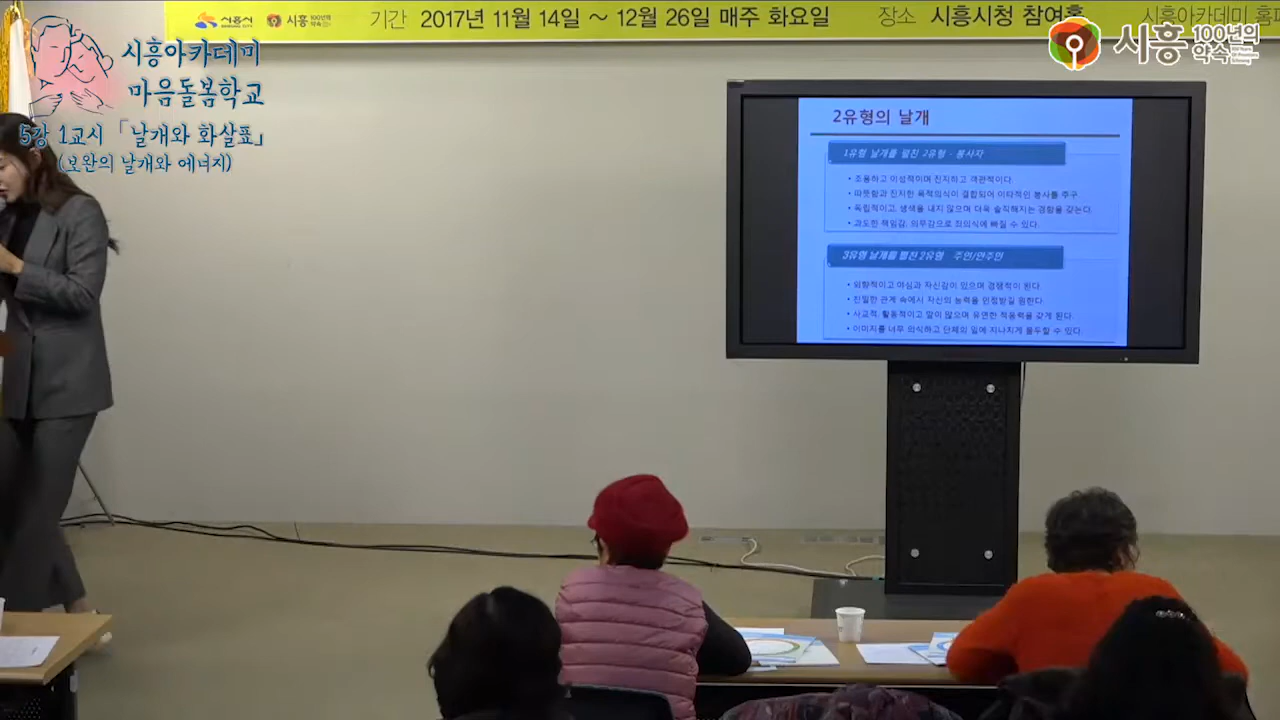 시흥시 시흥 100년의 약속 기간 2017년 11월 14일 ~ 12월 26일 매주 화요일 장소 시흥시청 참여홀 시흥아카데미
시흥 100년의 약속
시흥아카데미
마음돌봄학교
5강 1교시 「날개와 화살표」
(보완의 날개와 에너지)
2유형의 날개
1유형 날개를 펼친 2유형 - 봉사자
• 조용하고 이성적이며 진지하고 객관적이다.
• 따뜻함과 진지한 목적의식이 결합되어 이타적인 봉사를 추구.
• 독립적이고, 생색을 내지 않으며 더욱 솔직해지는 경향을 갖는다.
• 과도한 책임감, 의무감으로 죄의식에 빠질 수 있다.
3유형 날개를 펼친 2유형 주인/안주인
• 외향적이고 야심과 자신감이 있으며 경쟁적이 된다.
• 친밀한 관계 속에서 자신의 능력을 인정받길 원한다.
• 사교적, 활동적이고 말이 많으며 유연한 적응력을 갖게 된다.
• 이미지를 너무 의식하고 단체의 일에 지나치게 몰두할 수 있다.